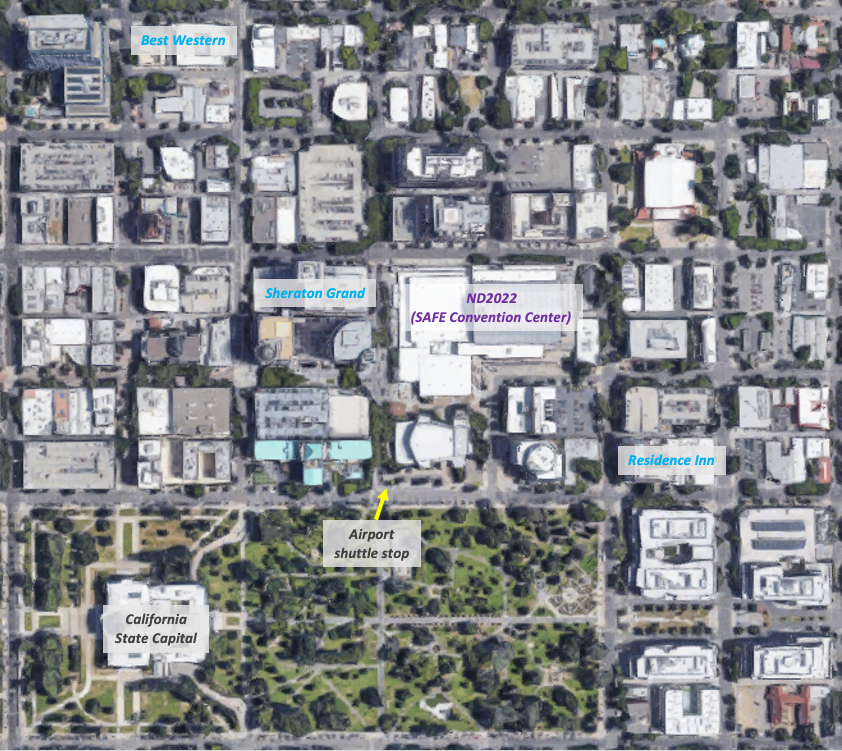 Best Western
Sheraton Grand
ND2022
(SAFE Convention Center)
Residence Inn
Airport
shuttle stop
California
State Capital